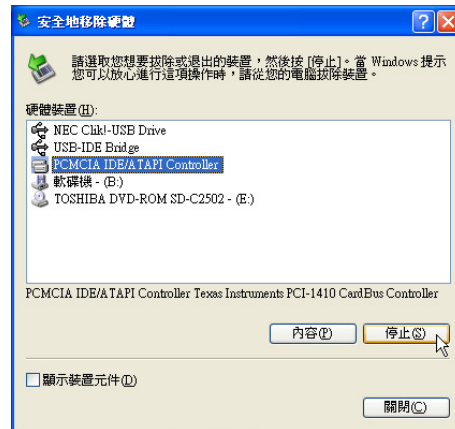 安全地移除硬體
請選取您想要拔除或退出的裝置，然後按 [停止]。當 Windows 提示
您可以放心進行這項操作時，請從您的電腦拔除裝置。
硬體裝置(H):
NEC Clik!-USB Drive
USB-IDE Bridge
PCMCIA IDE/ATAPI Controller
軟碟機 - (B:)
TOSHIBA DVD-ROM SD-C2502 - (E:)
PCMCIA IDE/ATAPI Controller Texas Instruments PCI-1410 CardBus Controller
內容(P)
停止(S)
顯示裝置元件(D)
關閉(C)